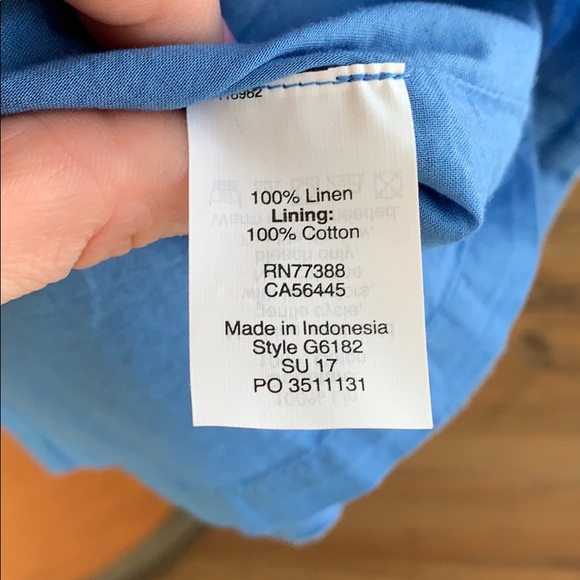 100% Linen
Lining:
100% Cotton
RN77388
CA56445
Made in Indonesia
Style G6182
SU 17
PO 3511131